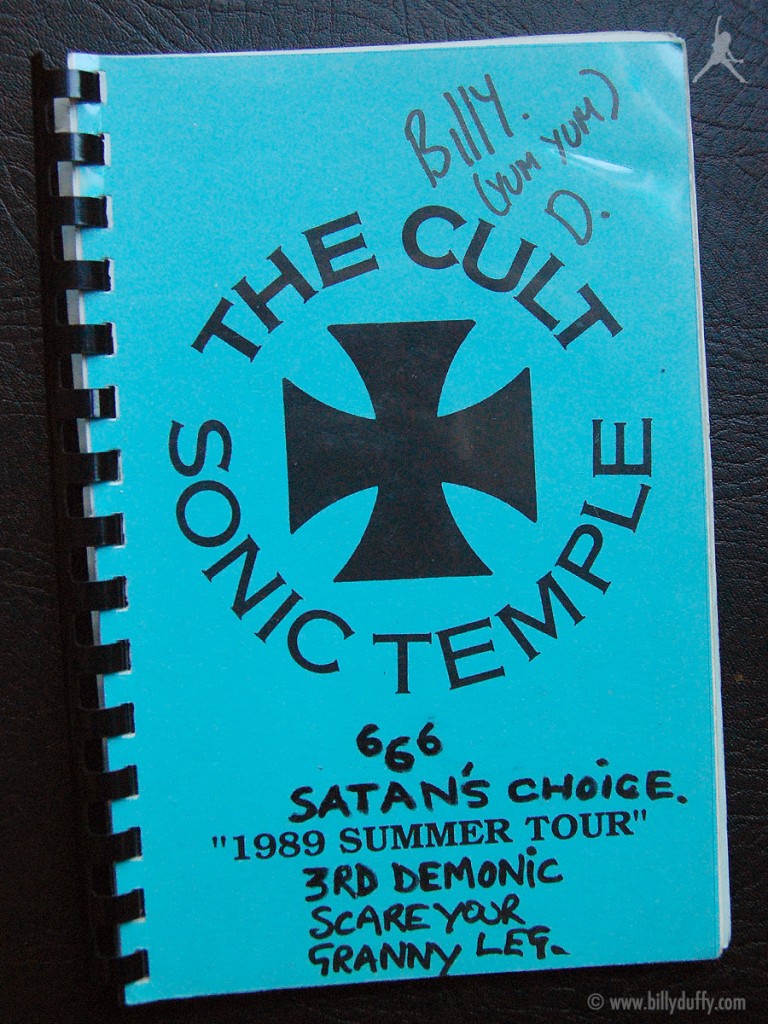 Billy.
(YUM YUM)
D.
THE CULT
SONIC TEMPLE
666,
SATAN'S CHOICE.
"1989 SUMMER TOUR"
3RD DEMONIC
SCARE YOUR
GRANNY LEG.
© www.billyduffy.com